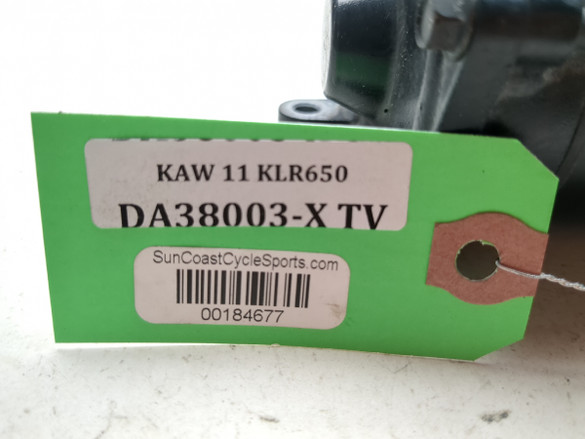 KAW 11 KLR650
DA38003-X TV
SunCoastCycleSports.com
00184677